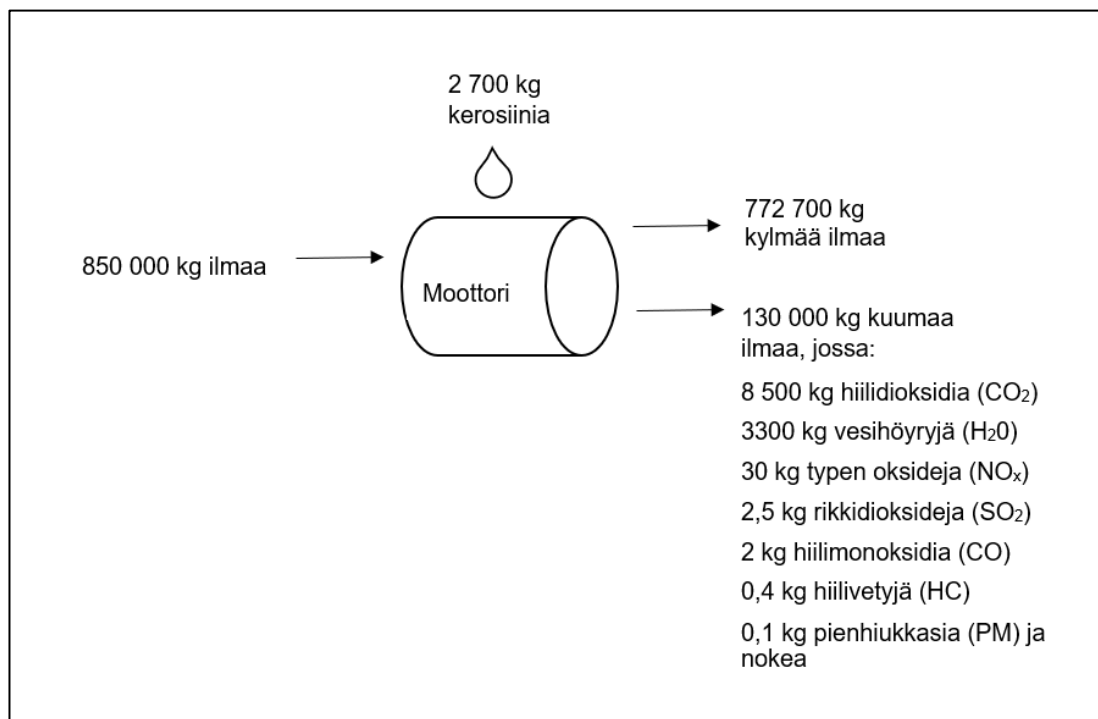 2 700 kg
kerosiinia
850 000 kg ilmaa
Moottori
772 700 kg
kylmää ilmaa
130 000 kg kuumaa
ilmaa, jossa:
8 500 kg hiilidioksidia (CO₂)
3300 kg vesihöyryjä (H₂0)
30 kg typen oksideja (NOₓ)
2,5 kg rikkidioksideja (SO₂)
2 kg hiilimonoksidia (CO)
0,4 kg hiilivetyjä (HC)
0,1 kg pienhiukkasia (PM) ja
nokea